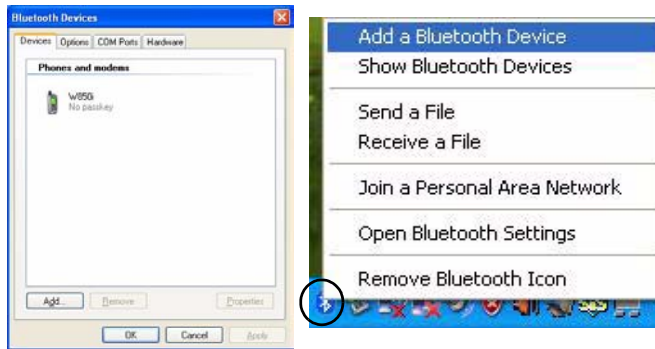 Bluetooth Devices
Devices Options COM Ports Hardware
Phones and modems
W850i
No passkey
Add...
Remove
Properties
OK Cancel Apply
Add a Bluetooth Device
Show Bluetooth Devices
Send a File
Receive a File
Join a Personal Area Network
Open Bluetooth Settings
Remove Bluetooth Icon